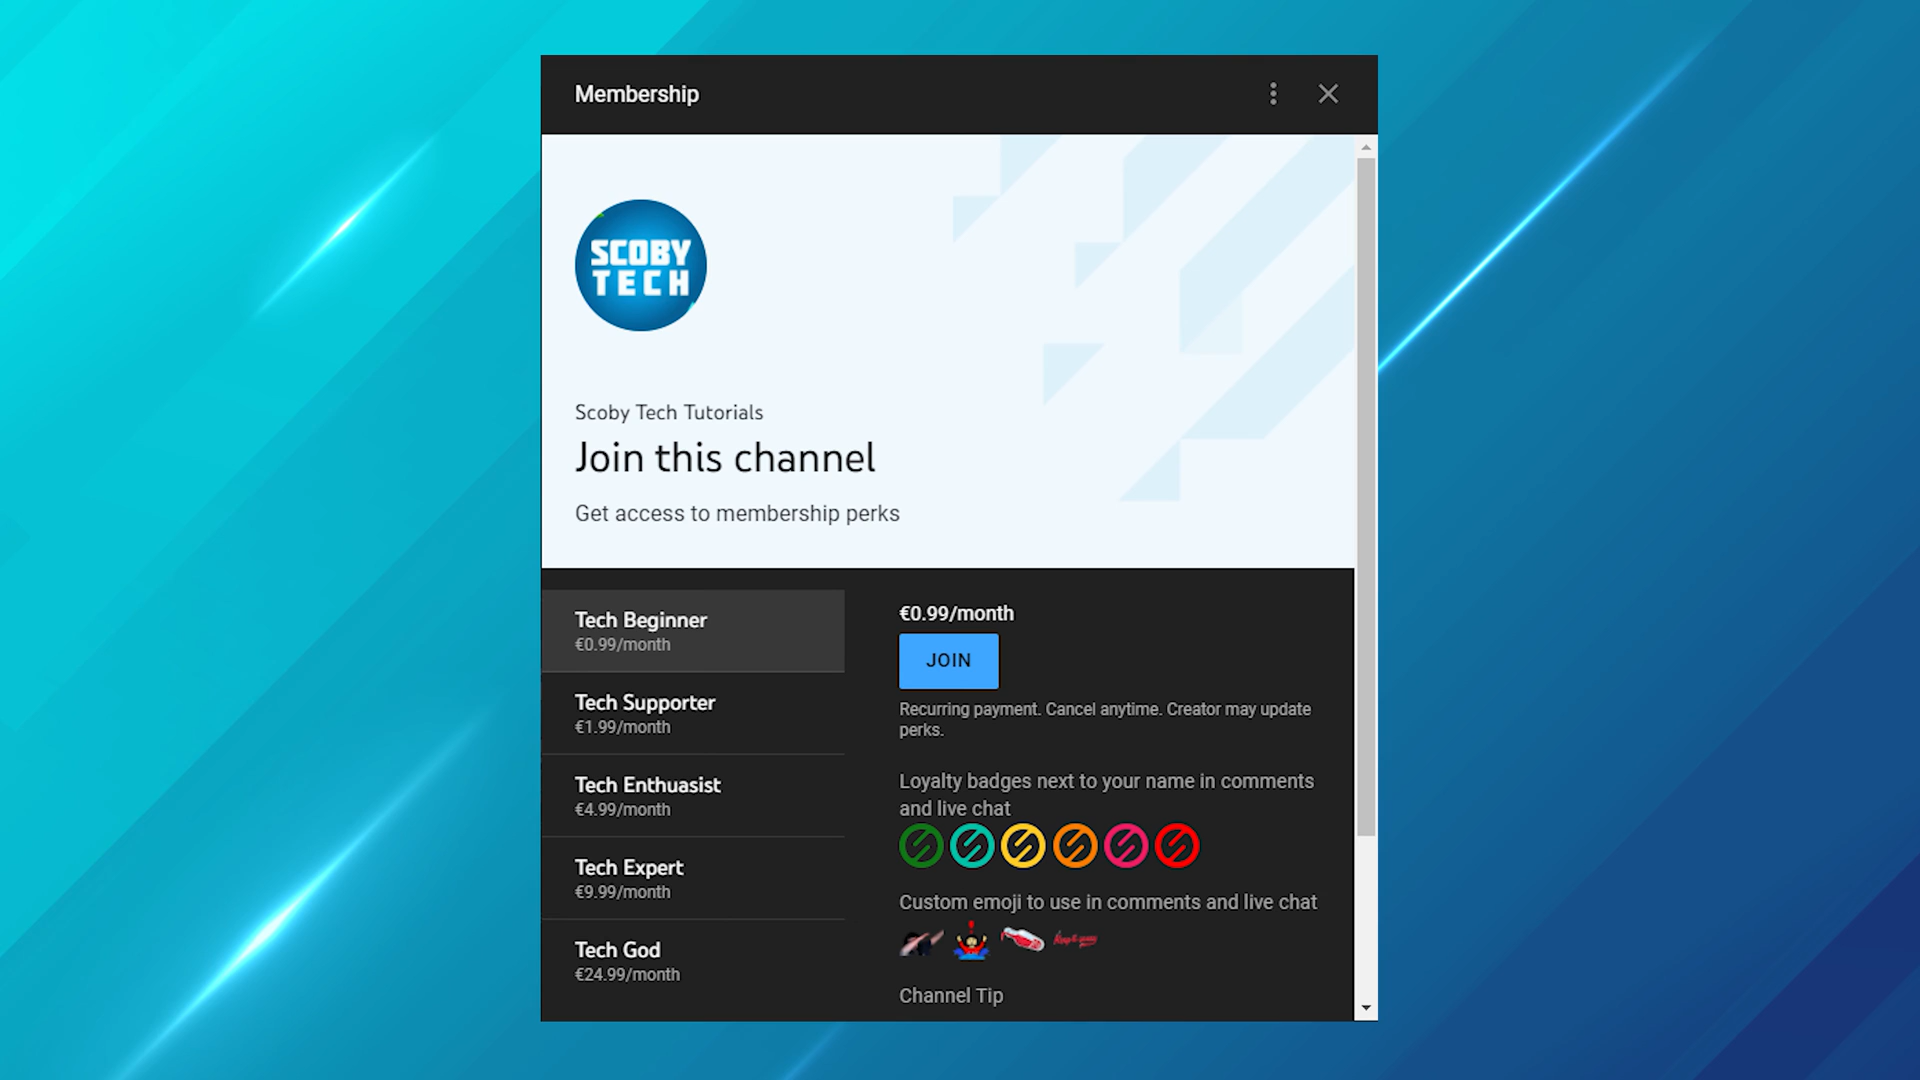 Membership
SCOBY
TECH
Scoby Tech Tutorials
Join this channel
Get access to membership perks
Tech Beginner
€0.99/month
Tech Supporter
€1.99/month
Tech Enthuasist
€4.99/month
Tech Expert
€9.99/month
Tech God
€24.99/month
€0.99/month
JOIN
Recurring payment. Cancel anytime. Creator may update
perks.
Loyalty badges next to your name in comments
and live chat
Custom emoji to use in comments and live chat
Channel Tip